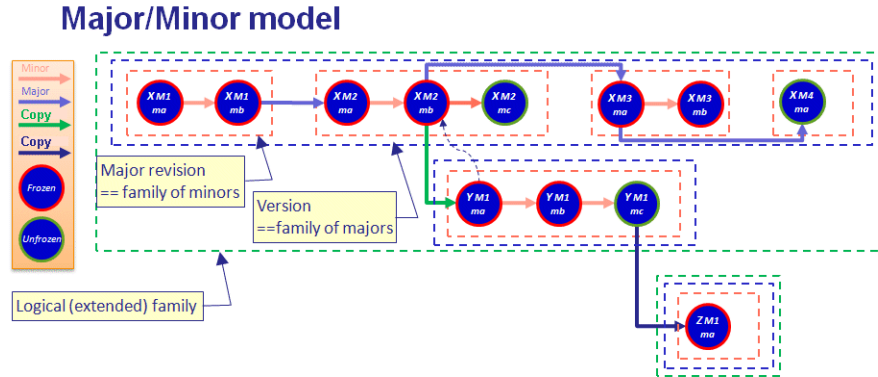 Major/Minor model
Minor
Major
Copy
Copy
Frozen
Unfrozen
XM1 ma
XM1 mb
XM2 ma
XM2 mb
XM2 mc
XM3 ma
XM3 mb
XM4 ma
Major revision
== family of minors
Version
==family of majors
YM1 ma
YM1 mb
YM1 mc
Logical (extended) family
ZM1 ma